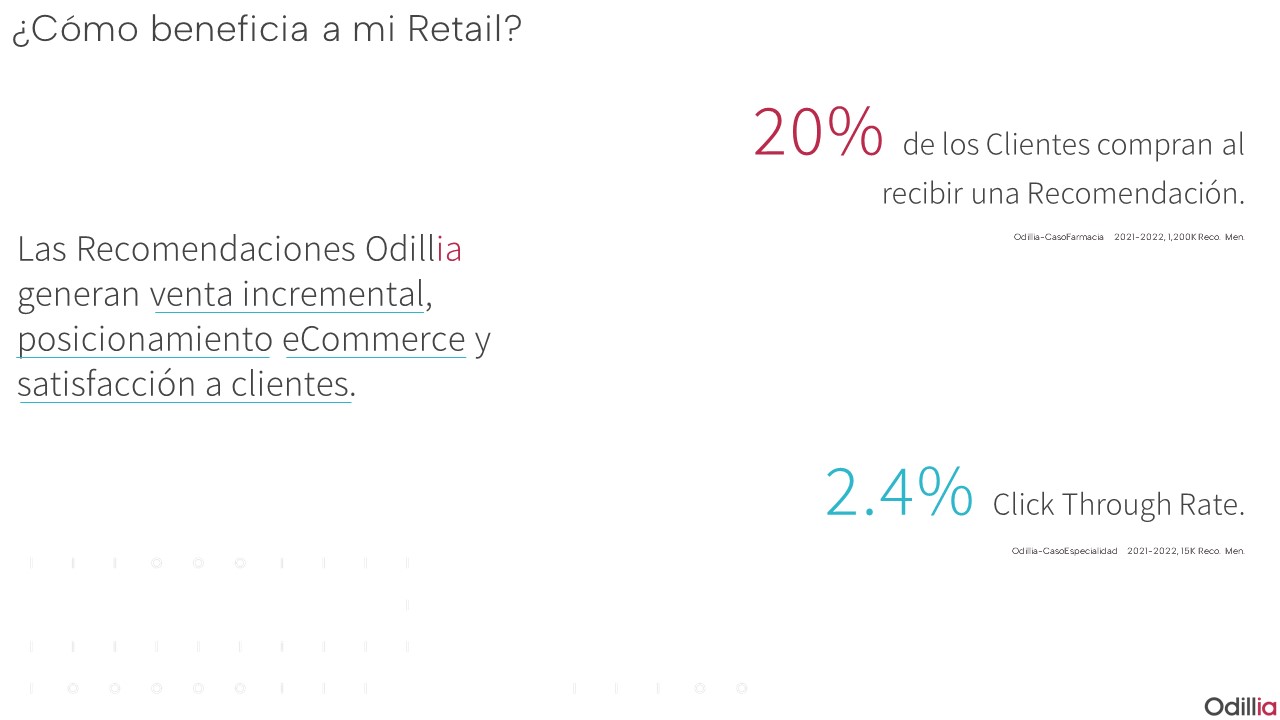 ¿Cómo beneficia a mi Retail?
20% de los Clientes compran al
recibir una Recomendación.
Odillia-CasoFarmacia 2021-2022, 1,200K Reco. Men.
Las Recomendaciones Odillia
generan venta incremental,
posicionamiento eCommerce y
satisfacción a clientes.
2.4% Click Through Rate.
Odillia-CasoEspecialidad 2021-2022, 15K Reco. Men.
Odillia